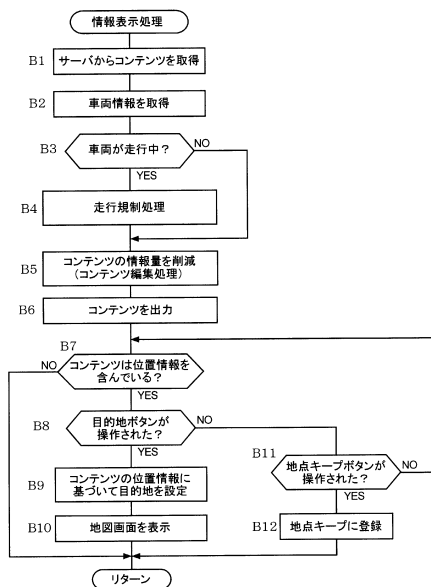 情報表示処理
B1
サーバからコンテンツを取得
B2
車両情報を取得
B3
車両が走行中？
NO
YES
B4
走行規制処理
B5
コンテンツの情報量を削減
(コンテンツ編集処理)
B6
コンテンツを出力
B7
NO
コンテンツは位置情報を
含んでいる？
YES
B8
目的地ボタンが
操作された？
NO
YES
B9
コンテンツの位置情報に
基づいて目的地を設定
B10
地図画面を表示
B11
地点キープボタンが
操作された？
NO
YES
B12
地点キープに登録
リターン